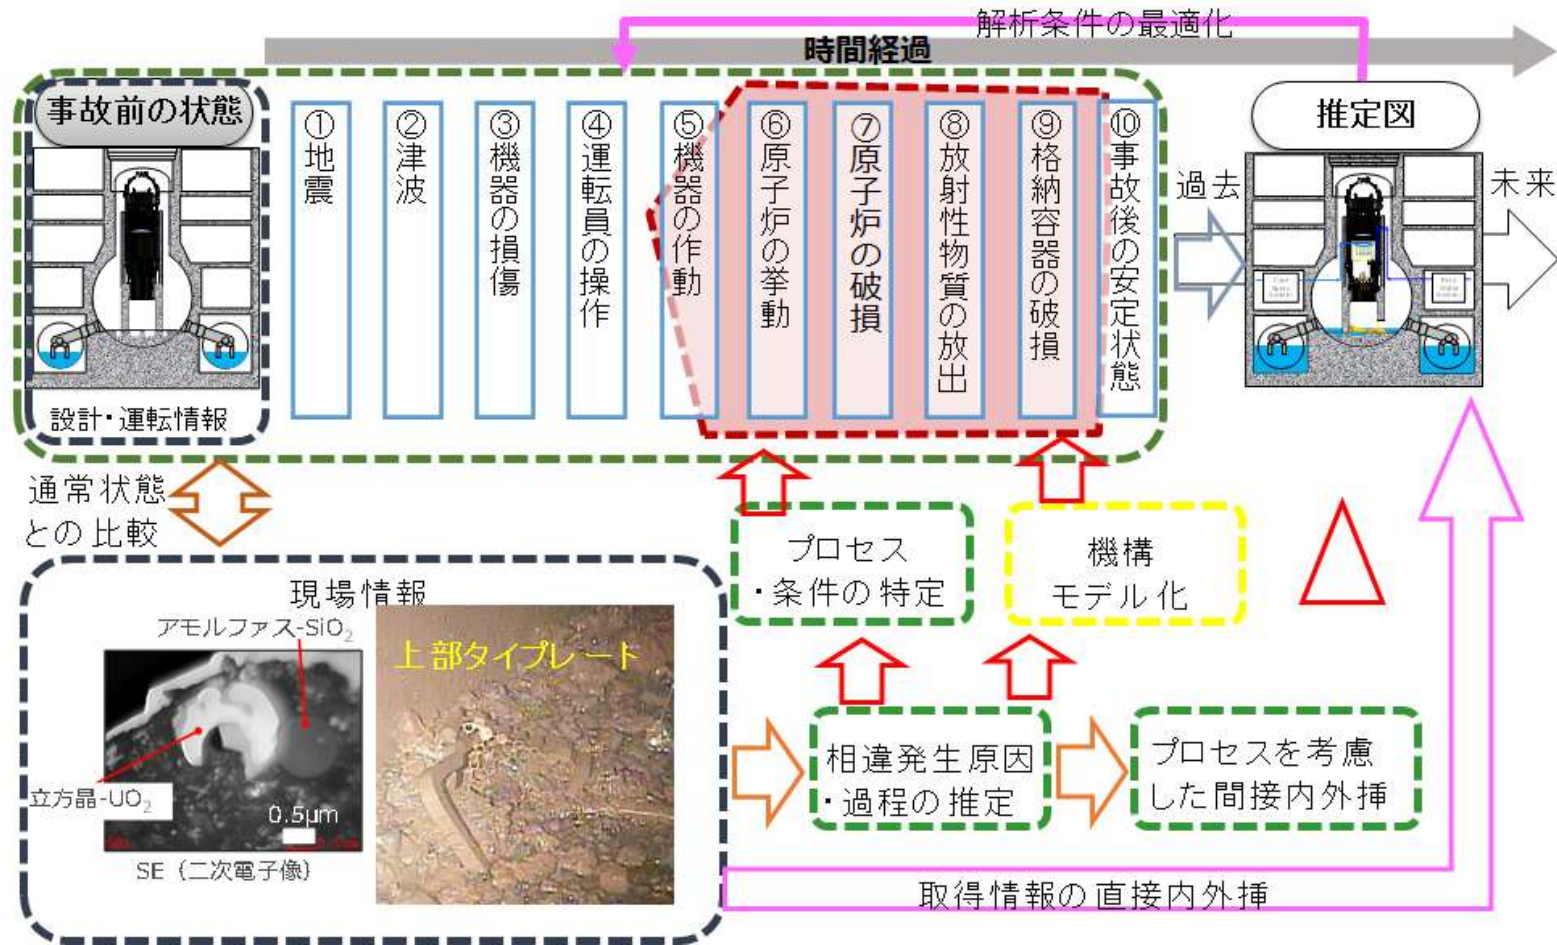 解析条件の最適化
時間経過
事故前の状態
①地震
②津波
③機器の損傷
④運転員の操作
⑤機器の作動
⑥原子炉の挙動
⑦原子炉の破損
⑧放射性物質の放出
⑨格納容器の破損
⑩事故後の安定状態
推定図
過去
未来
設計・運転情報
通常状態
との比較
プロセス
・条件の特定
機構
モデル化
現場情報
アモルファス-SiO₂
上部タイプレート
立方晶-UO₂
0.5μm
SE（二次電子像）
相違発生原因
・過程の推定
プロセスを考慮
した間接内外挿
取得情報の直接内外挿